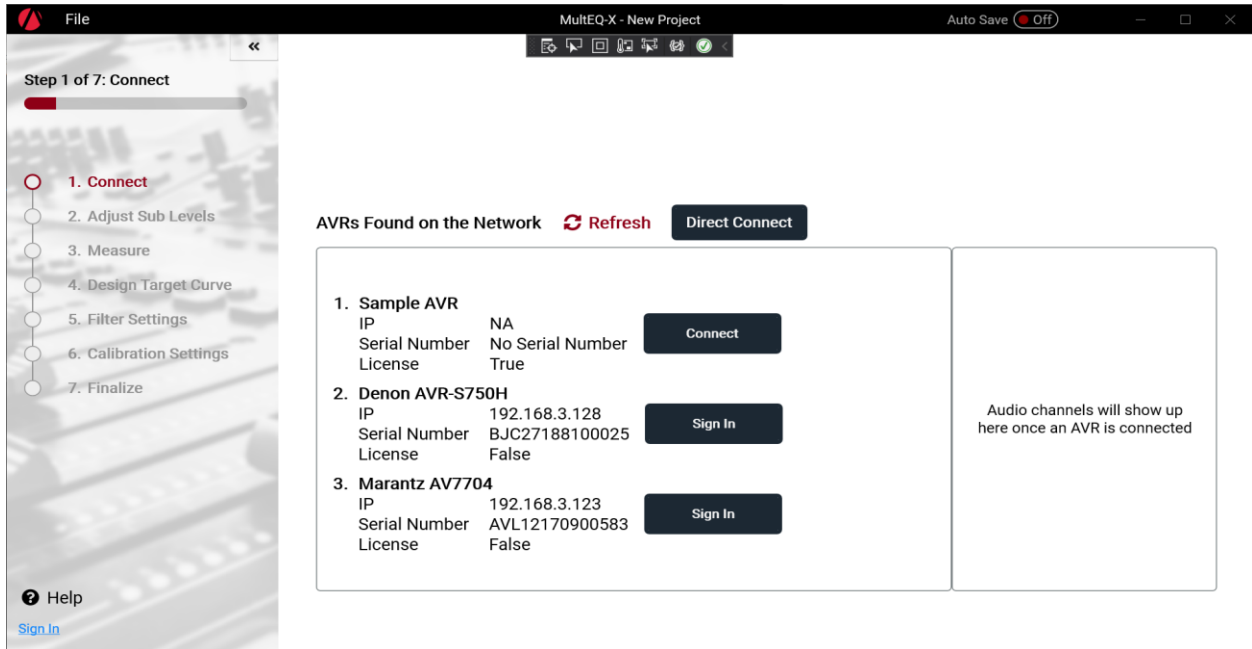 File
MultEQ-X - New Project
Auto Save Off
Step 1 of 7: Connect
1. Connect
2. Adjust Sub Levels
3. Measure
4. Design Target Curve
5. Filter Settings
6. Calibration Settings
7. Finalize
Help
Sign In
AVRs Found on the Network Refresh Direct Connect
1. Sample AVR
IP NA
Serial Number No Serial Number
License True
Connect
2. Denon AVR-S750H
IP 192.168.3.128
Serial Number BJC27188100025
License False
Sign In
3. Marantz AV7704
IP 192.168.3.123
Serial Number AVL12170900583
License False
Sign In
Audio channels will show up
here once an AVR is connected